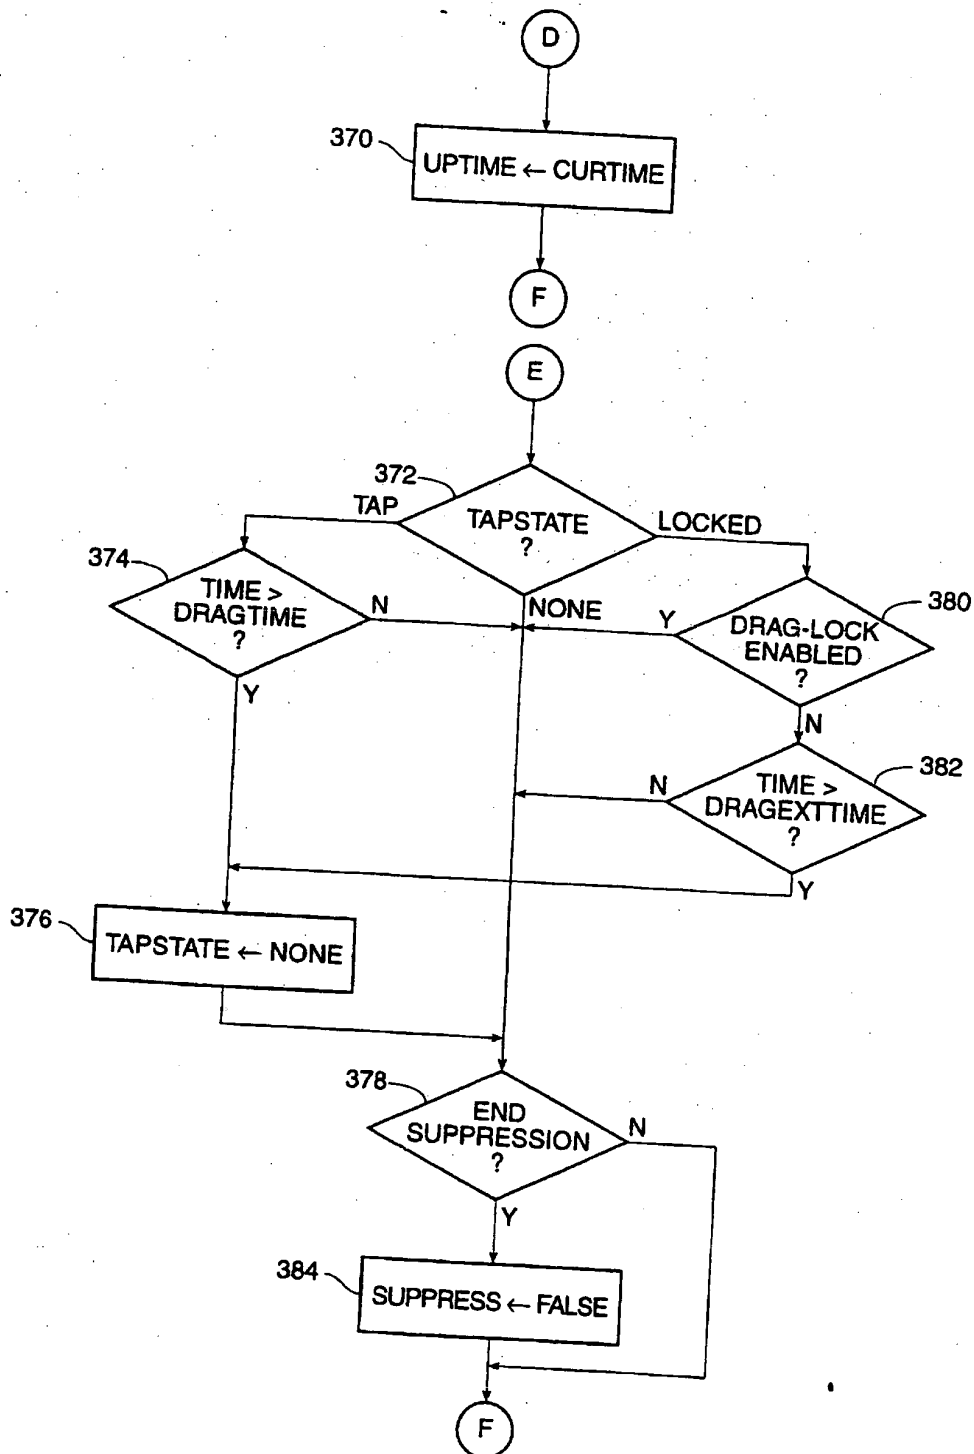 D
370
UPTIME ← CURTIME
F
E
372
TAP
TAPSTATE
?
LOCKED
374
TIME >
DRAGTIME
?
N
NONE
Y
380
DRAG-LOCK
ENABLED
?
Y
N
382
N
TIME >
DRAGEXTTIME
?
Y
376
TAPSTATE ← NONE
378
END
SUPPRESSION
?
N
Y
384
SUPPRESS ← FALSE
F